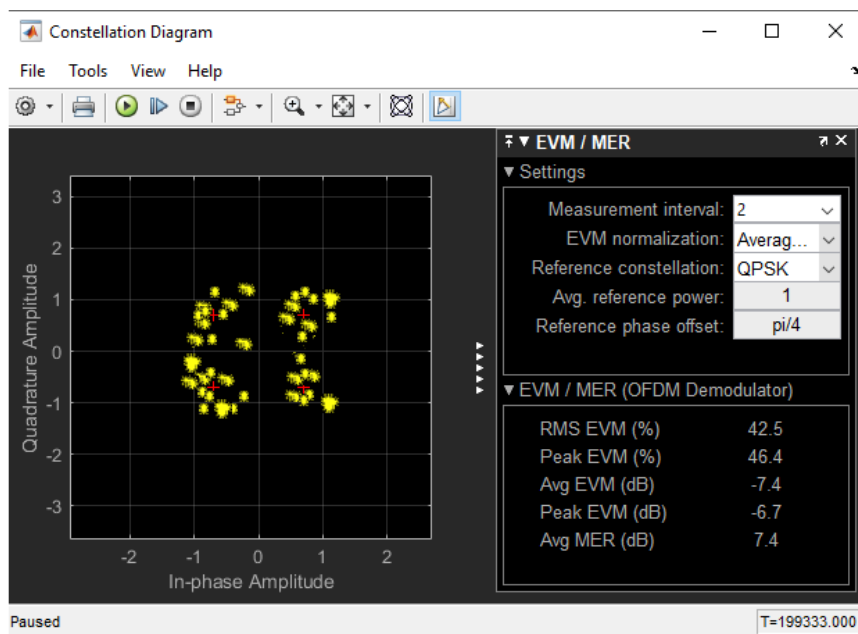 Constellation Diagram
File Tools View Help
EVM / MER
Settings
Measurement interval: 2
EVM normalization: Averag...
Reference constellation: QPSK
Avg. reference power: 1
Reference phase offset: pi/4
EVM / MER (OFDM Demodulator)
RMS EVM (%) 42.5
Peak EVM (%) 46.4
Avg EVM (dB) -7.4
Peak EVM (dB) -6.7
Avg MER (dB) 7.4
Quadrature Amplitude
3
2
1
0
-1
-2
-3
-2 -1 0 1 2
In-phase Amplitude
Paused T=199333.000